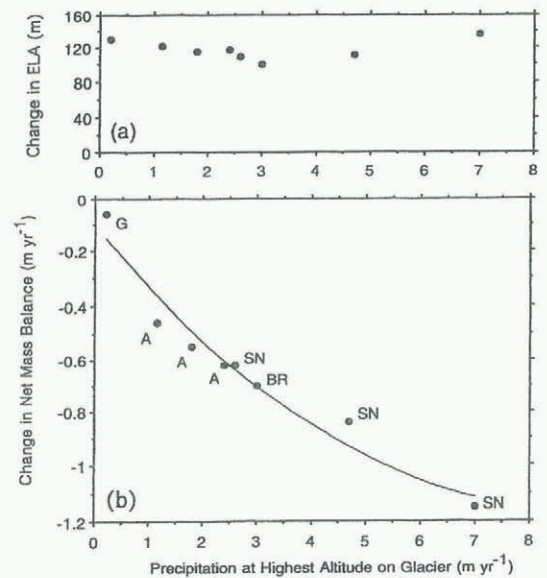 Change in ELA (m)
160
120
80
40
0
(a)
0 1 2 3 4 5 6 7 8
Change in Net Mass Balance (m yr⁻¹)
0
-0.2
-0.4
-0.6
-0.8
-1
-1.2
G
A
A
A
SN
BR
SN
SN
(b)
0 1 2 3 4 5 6 7 8
Precipitation at Highest Altitude on Glacier (m yr⁻¹)